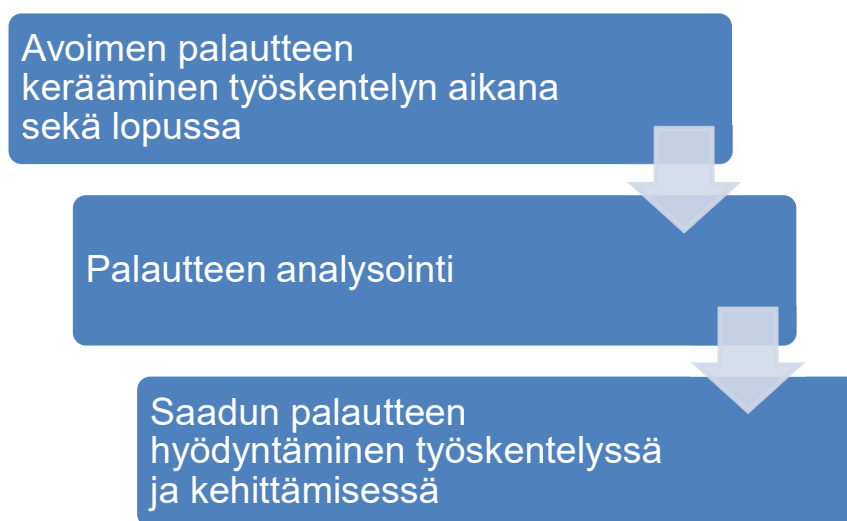 Avoimen palautteen
kerääminen työskentelyn aikana
sekä lopussa
Palautteen analysointi
Saadun palautteen
hyödyntäminen työskentelyssä
ja kehittämisessä